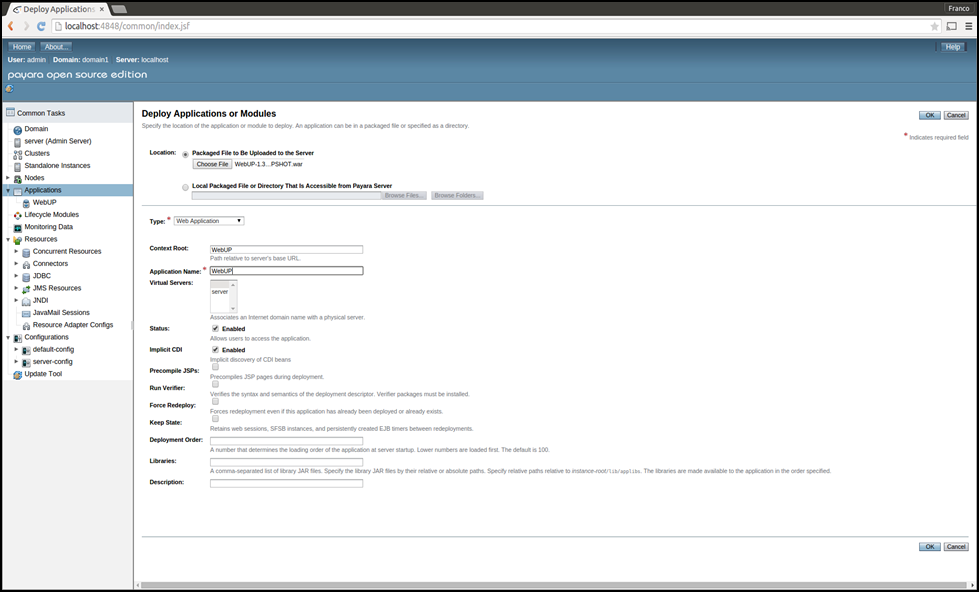 Deploy Applications
Franco
localhost:4848/common/index.jsf
Home About... Help
User: admin Domain: domain1 Server: localhost
payara open source edition
Common Tasks
Domain
server (Admin Server)
Clusters
Standalone Instances
Nodes
Applications
WebUP
Lifecycle Modules
Monitoring Data
Resources
Concurrent Resources
Connectors
JDBC
JMS Resources
JNDI
JavaMail Sessions
Resource Adapter Configs
Configurations
default-config
server-config
Update Tool
Deploy Applications or Modules
OK Cancel
Specify the location of the application or module to deploy. An application can be in a packaged file or specified as a directory.
* Indicates required field
Location: Packaged File to Be Uploaded to the Server
Choose File WebUP-1.3...PSHOT.war
Local Packaged File or Directory That Is Accessible from Payara Server
Browse Files... Browse Folders...
Type: * Web Application
Context Root: WebUP
Path relative to server's base URL.
Application Name: * WebUP
Virtual Servers:
server
Associates an Internet domain name with a physical server.
Status: Enabled
Allows users to access the application.
Implicit CDI Enabled
Implicit discovery of CDI beans
Precompile JSPs:
Precompiles JSP pages during deployment.
Run Verifier:
Verifies the syntax and semantics of the deployment descriptor. Verifier packages must be installed.
Force Redeploy:
Forces redeployment even if this application has already been deployed or already exists.
Keep State:
Retains web sessions, SFSB instances, and persistently created EJB timers between redeployments.
Deployment Order:
A number that determines the loading order of the application at server startup. Lower numbers are loaded first. The default is 100.
Libraries:
A comma-separated list of library JAR files. Specify the library JAR files by their relative or absolute paths. Specify relative paths relative to instance-root/lib/applibs. The libraries are made available to the application in the order specified.
Description:
OK Cancel